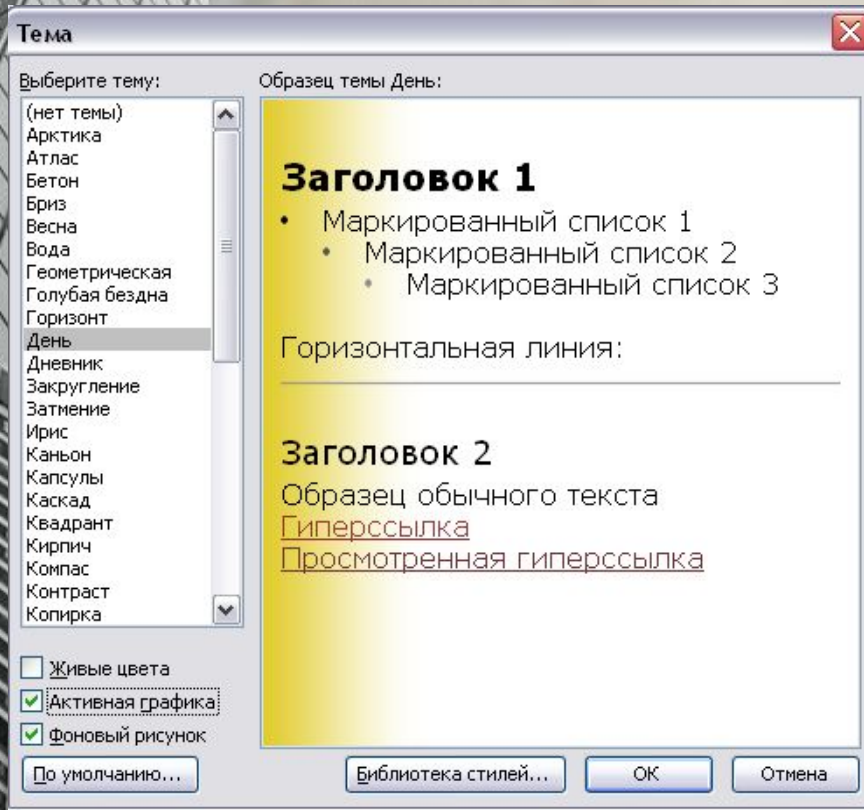 Тема
Выберите тему:
(нет темы)
Арктика
Атлас
Бетон
Бриз
Весна
Вода
Геометрическая
Голубая бездна
Горизонт
День
Дневник
Закругление
Затмение
Ирис
Каньон
Капсулы
Каскад
Квадрант
Кирпич
Компас
Контраст
Копирка
Живые цвета
Активная графика
Фоновый рисунок
По умолчанию...
Образец темы День:
Заголовок 1
• Маркированный список 1
• Маркированный список 2
• Маркированный список 3
Горизонтальная линия:
Заголовок 2
Образец обычного текста
Гиперссылка
Просмотренная гиперссылка
Библиотека стилей...
ОК
Отмена